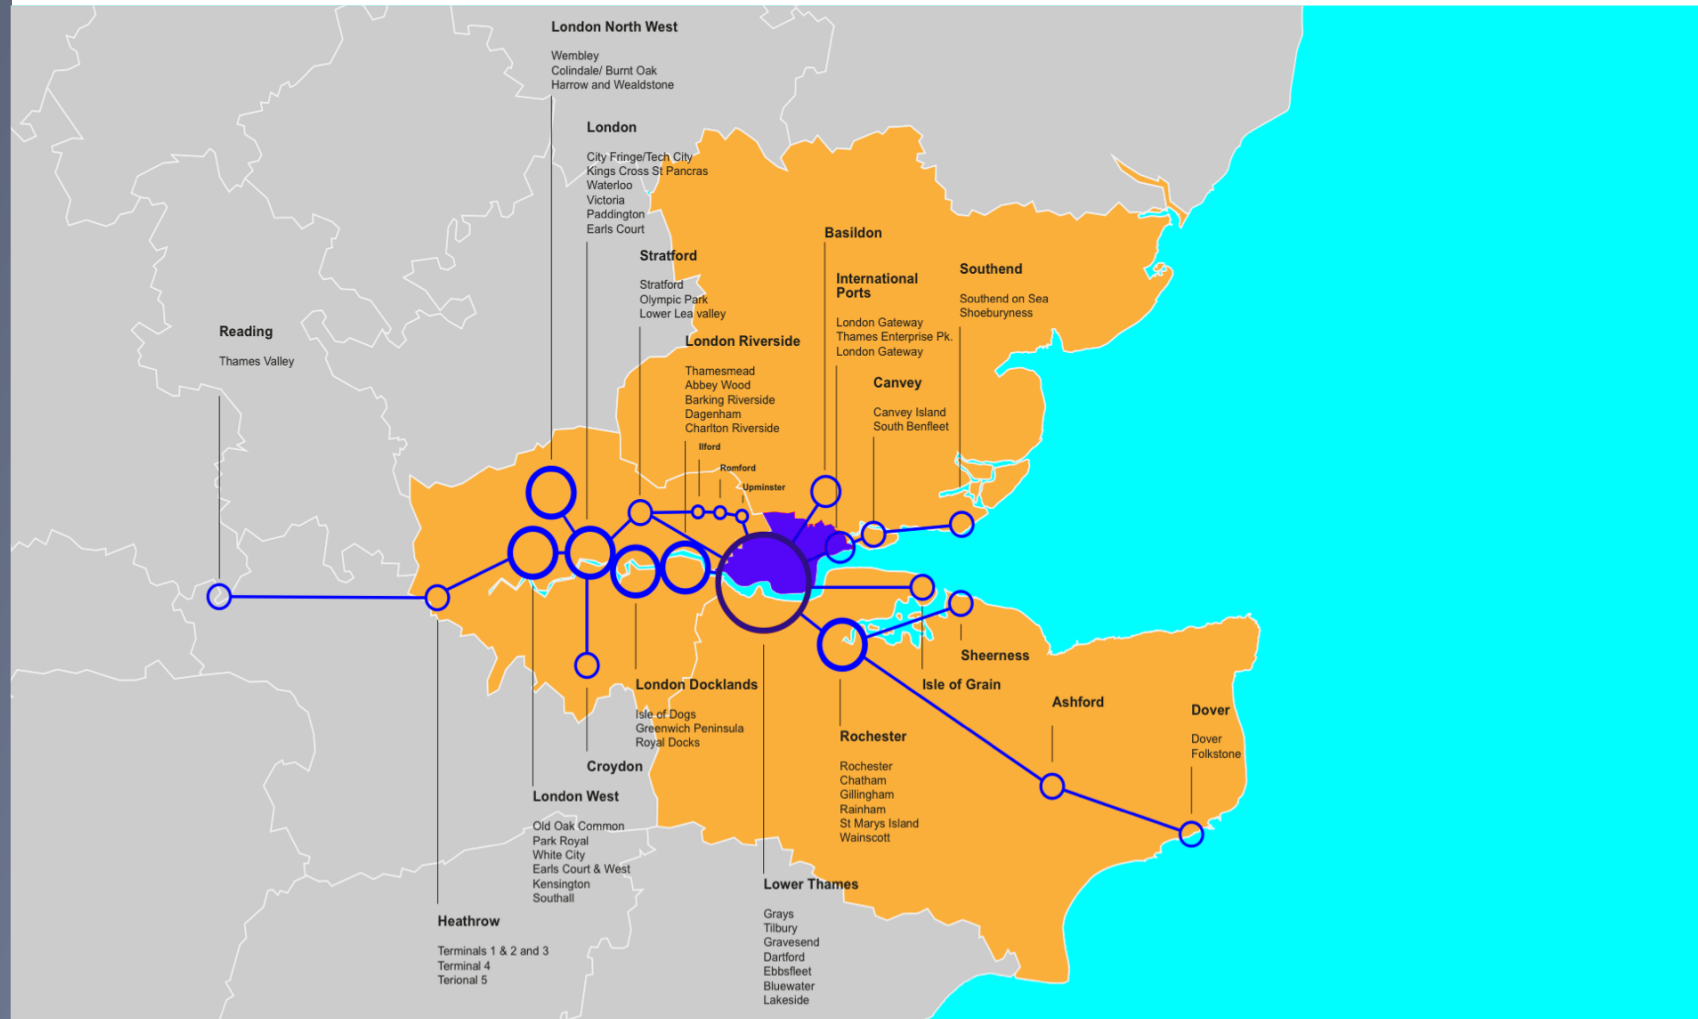 London North West
Wembley
Colindale/ Burnt Oak
Harrow and Wealdstone
London
City Fringe/Tech City
Kings Cross St Pancras
Waterloo
Victoria
Paddington
Earls Court
Stratford
Stratford
Olympic Park
Lower Lea valley
Basildon
International
Ports
London Gateway
Thames Enterprise Pk.
London Gateway
Southend
Southend on Sea
Shoeburyness
Reading
Thames Valley
London Riverside
Thamesmead
Abbey Wood
Barking Riverside
Dagenham
Charlton Riverside
Canvey
Canvey Island
South Benfleet
Ilford
Romford
Upminster
Sheerness
Isle of Grain
London Docklands
Isle of Dogs
Greenwich Peninsula
Royal Docks
Ashford
Dover
Dover
Folkstone
Rochester
Rochester
Chatham
Gillingham
Rainham
St Marys Island
Wainscott
Croydon
London West
Old Oak Common
Park Royal
White City
Earls Court & West
Kensington
Southall
Lower Thames
Grays
Tilbury
Gravesend
Dartford
Ebbsfleet
Bluewater
Lakeside
Heathrow
Terminals 1 & 2 and 3
Terminal 4
Terional 5